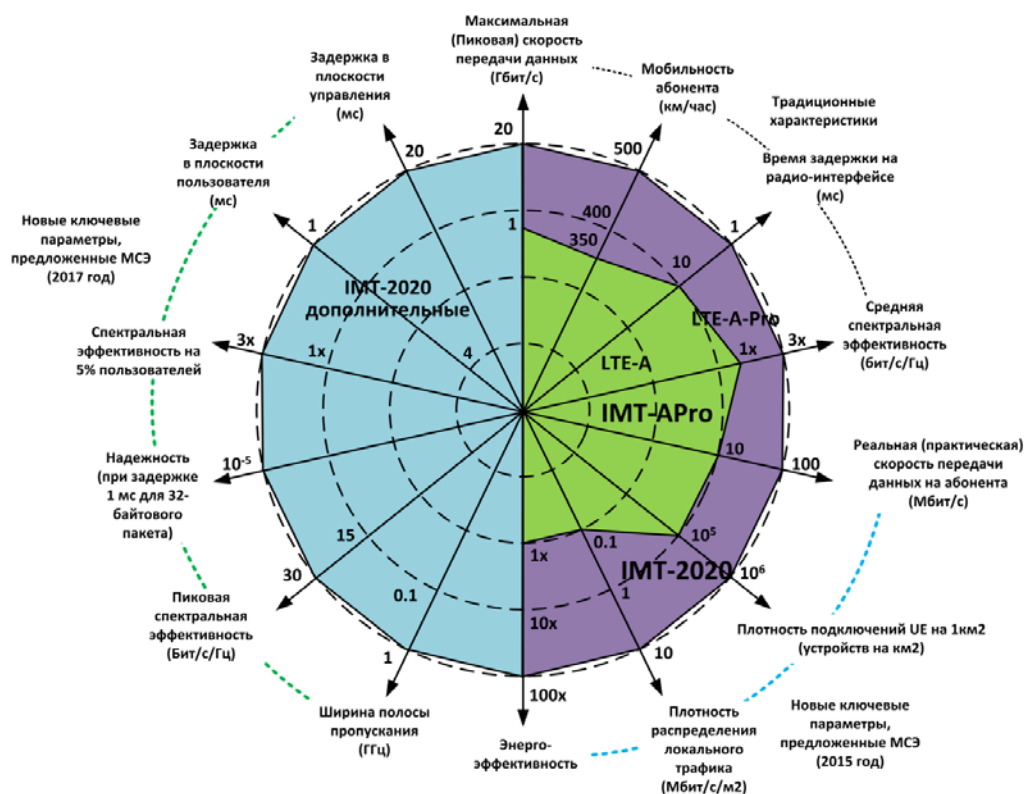 Максимальная
(Пиковая) скорость
передачи данных
(Гбит/с)
Мобильность
абонента
(км/час)
Традиционные
характеристики
Время задержки на
радио-интерфейсе
(мс)
Средняя
спектральная
эффективность
(бит/с/Гц)
Реальная (практическая)
скорость передачи
данных на абонента
(Мбит/с)
Плотность подключений UE на 1км2
(устройств на км2)
Новые ключевые
параметры,
предложенные МСЭ
(2015 год)
Плотность
распределения
локального
трафика
(Мбит/с/м2)
Энерго-
эффективность
Ширина полосы
пропускания
(ГГц)
Пиковая
спектральная
эффективность
(Бит/с/Гц)
Надежность
(при задержке
1 мс для 32-
байтового
пакета)
Спектральная
эффективность на
5% пользователей
Новые ключевые
параметры,
предложенные МСЭ
(2017 год)
Задержка
в плоскости
пользователя
(мс)
Задержка в
плоскости
управления
(мс)
20
20
500
1
1
400
1
350
10
IMT-2020
дополнительные
LTE-A-Pro
3x
1x
4
LTE-A
1x
3x
IMT-APro
10⁻⁵
10
100
15
10⁵
30
0.1
1x
0.1
IMT-2020
10⁶
1
10x
1
10
100x